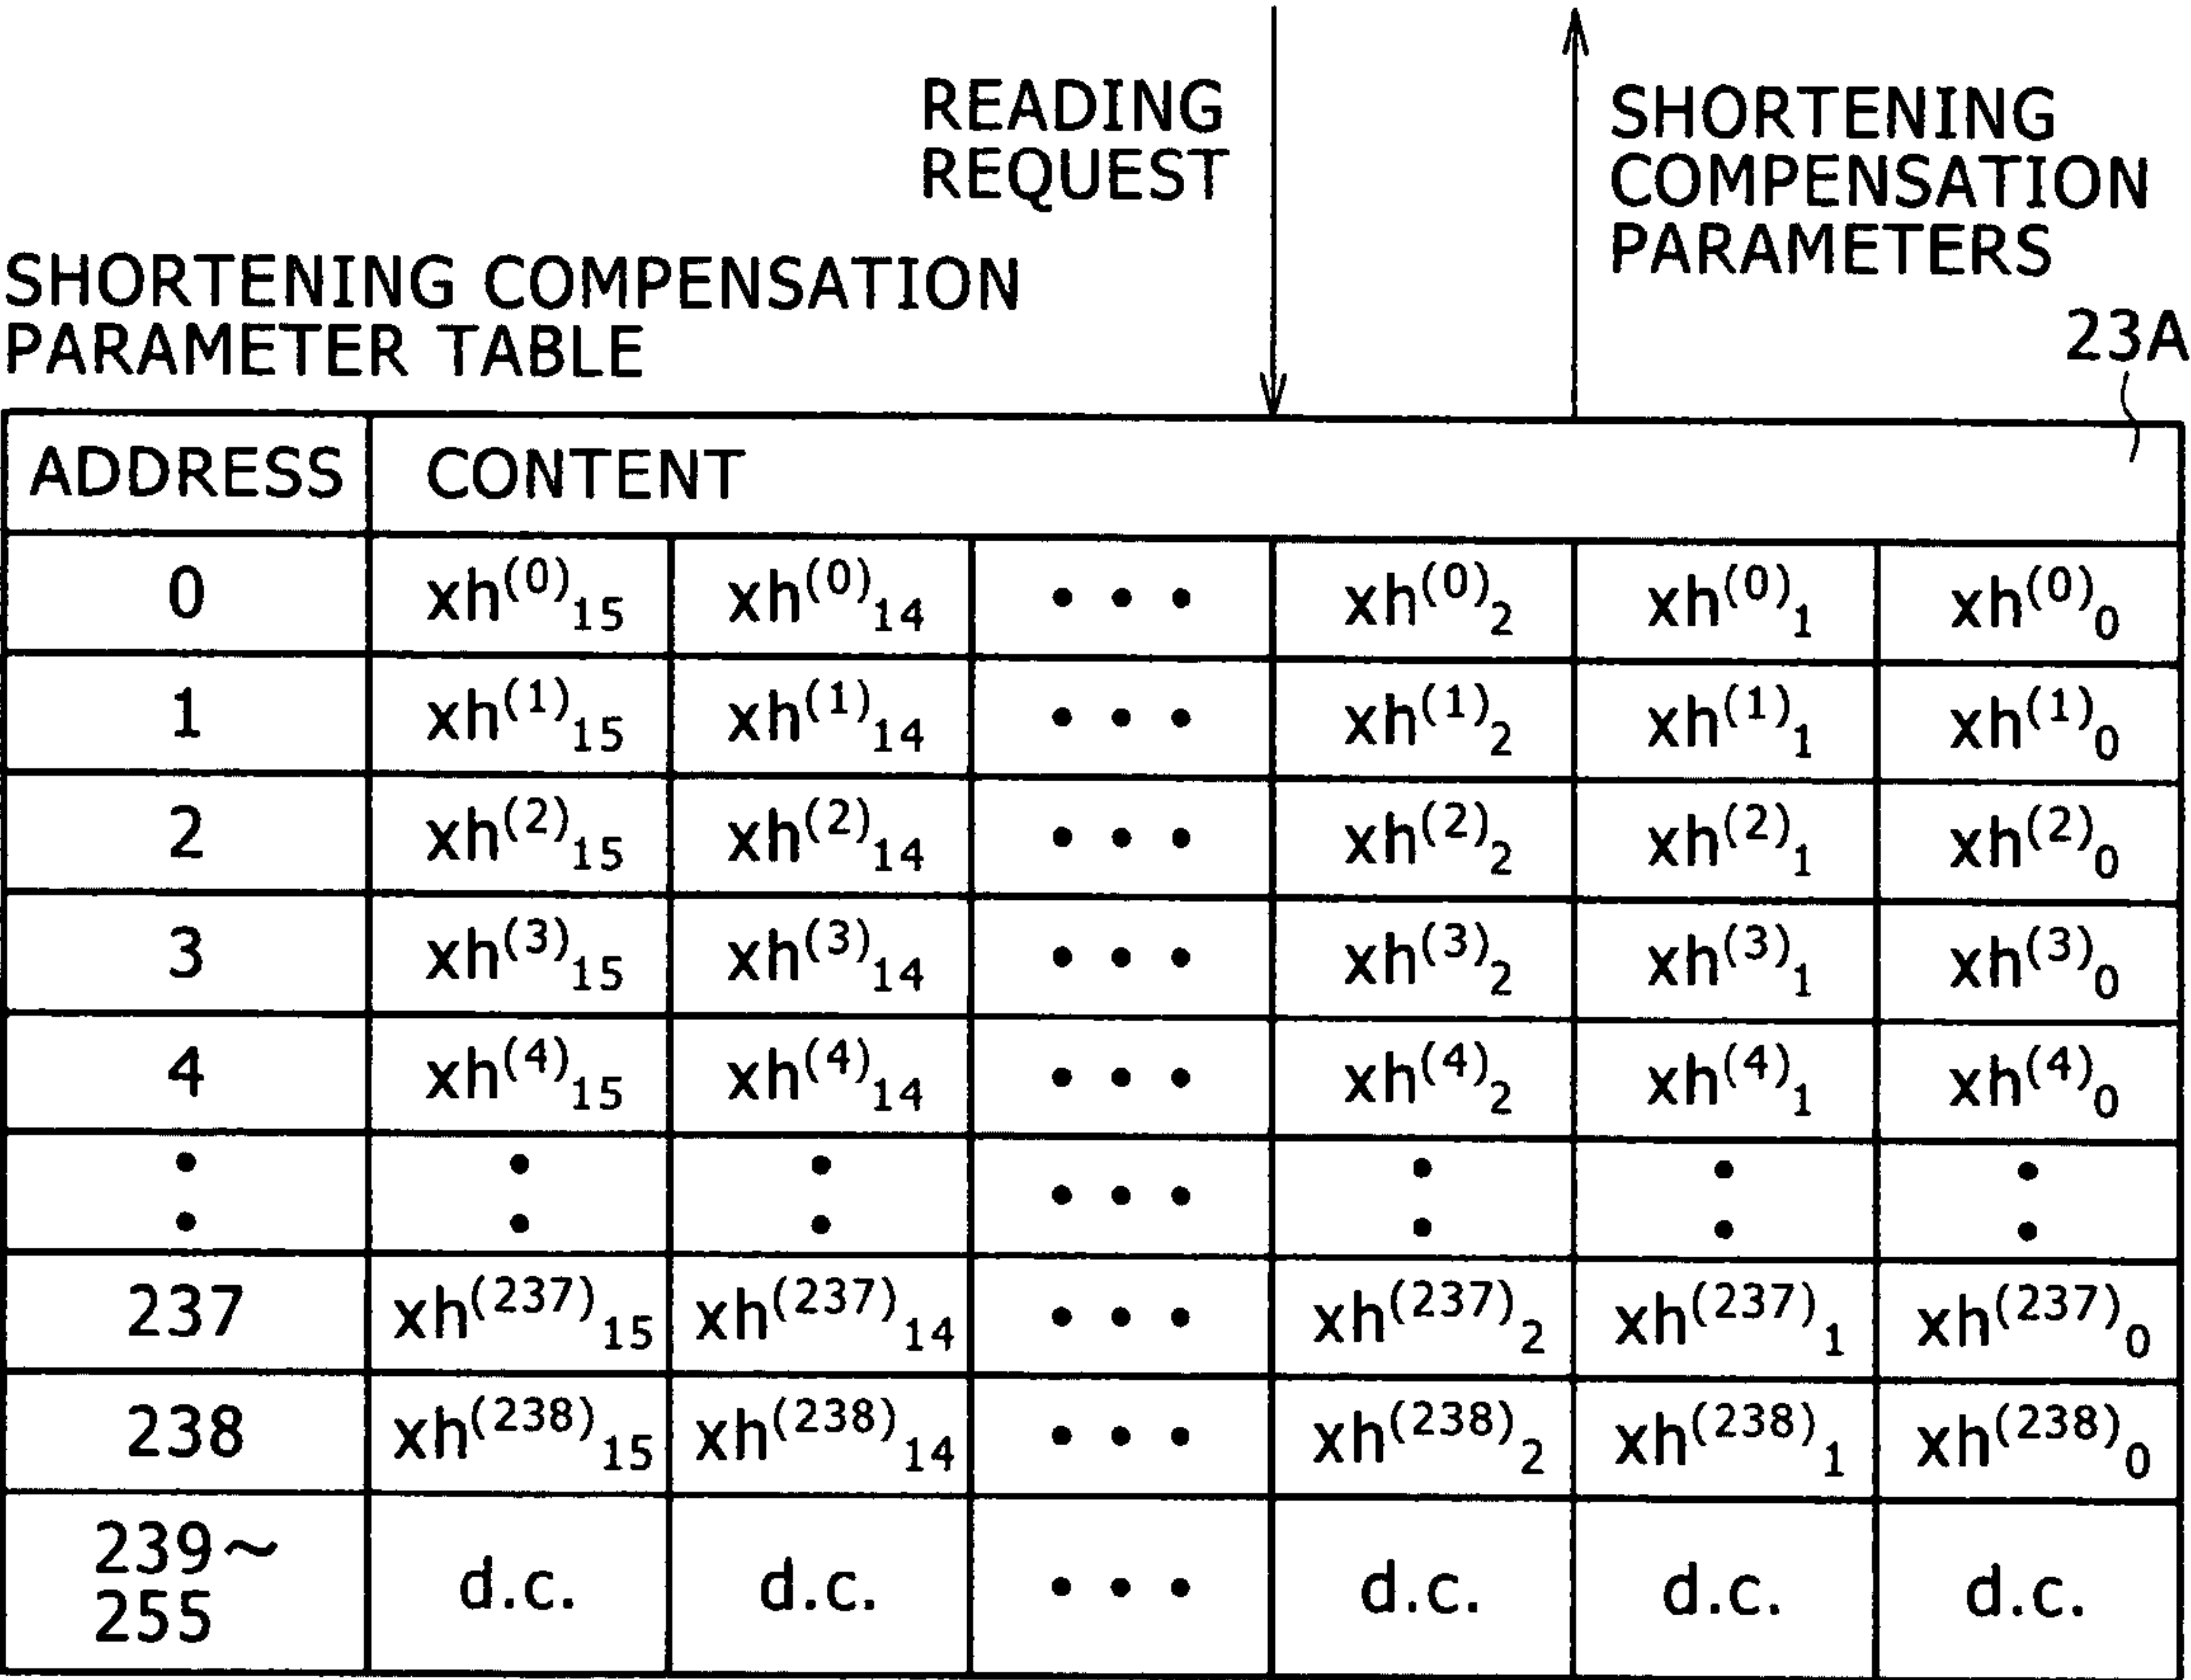 READING
REQUEST
SHORTENING
COMPENSATION
PARAMETERS
SHORTENING COMPENSATION
PARAMETER TABLE
23A
ADDRESS CONTENT
0 xh⁽⁰⁾₁₅ xh⁽⁰⁾₁₄ • • • xh⁽⁰⁾₂ xh⁽⁰⁾₁ xh⁽⁰⁾₀
1 xh⁽¹⁾₁₅ xh⁽¹⁾₁₄ • • • xh⁽¹⁾₂ xh⁽¹⁾₁ xh⁽¹⁾₀
2 xh⁽²⁾₁₅ xh⁽²⁾₁₄ • • • xh⁽²⁾₂ xh⁽²⁾₁ xh⁽²⁾₀
3 xh⁽³⁾₁₅ xh⁽³⁾₁₄ • • • xh⁽³⁾₂ xh⁽³⁾₁ xh⁽³⁾₀
4 xh⁽⁴⁾₁₅ xh⁽⁴⁾₁₄ • • • xh⁽⁴⁾₂ xh⁽⁴⁾₁ xh⁽⁴⁾₀
: : : • • • : : :
237 xh⁽²³⁷⁾₁₅ xh⁽²³⁷⁾₁₄ • • • xh⁽²³⁷⁾₂ xh⁽²³⁷⁾₁ xh⁽²³⁷⁾₀
238 xh⁽²³⁸⁾₁₅ xh⁽²³⁸⁾₁₄ • • • xh⁽²³⁸⁾₂ xh⁽²³⁸⁾₁ xh⁽²³⁸⁾₀
239~
255 d.c. d.c. • • • d.c. d.c. d.c.